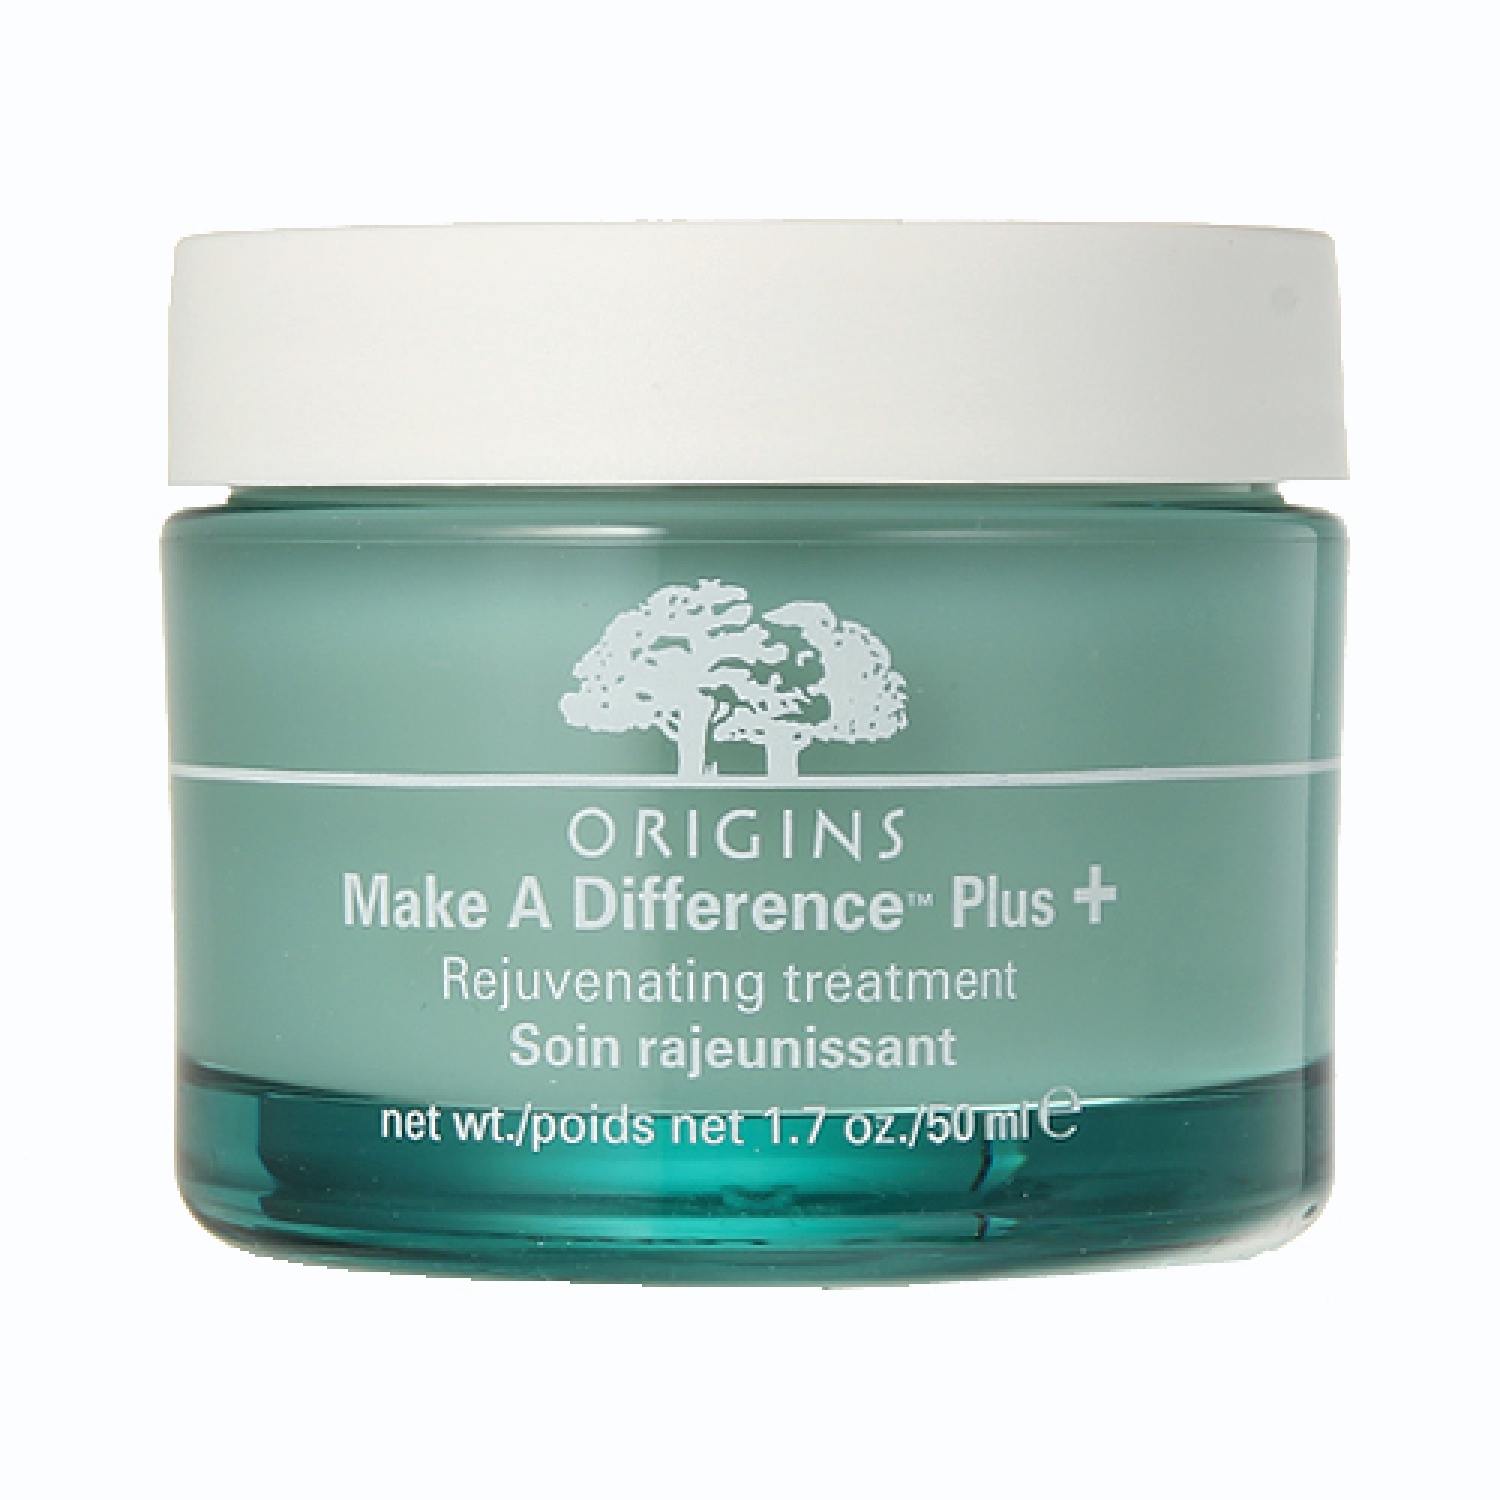 ORIGINS
Make A Difference™ Plus +
Rejuvenating treatment
Soin rajeunissant
net wt./poids net 1.7 oz./50 ml ℮